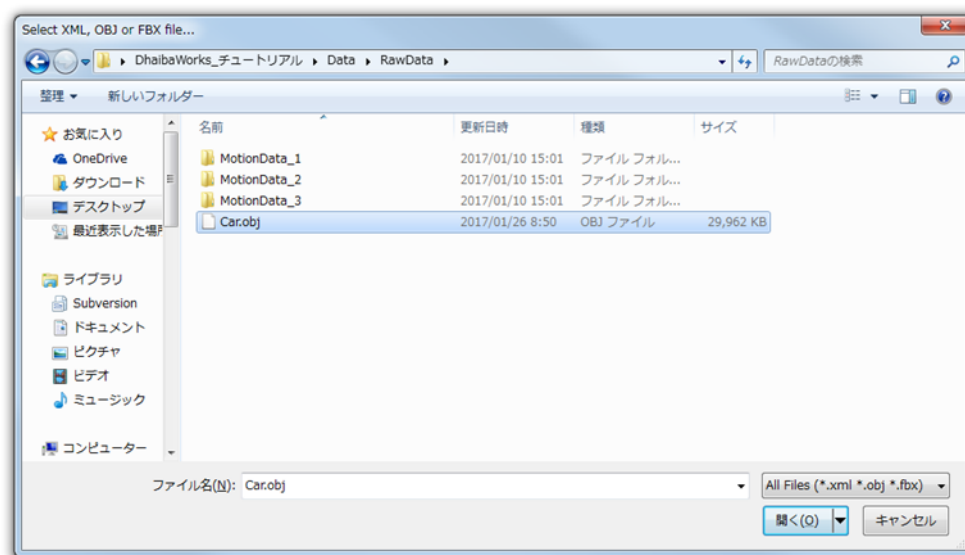 Select XML, OBJ or FBX file...
DhaibaWorks_チュートリアル ▸ Data ▸ RawData ▸
RawDataの検索
整理
新しいフォルダー
名前 更新日時 種類 サイズ
お気に入り
OneDrive
ダウンロード
デスクトップ
最近表示した場所
ライブラリ
Subversion
ドキュメント
ピクチャ
ビデオ
ミュージック
コンピューター
MotionData_1 2017/01/10 15:01 ファイル フォル...
MotionData_2 2017/01/10 15:01 ファイル フォル...
MotionData_3 2017/01/10 15:01 ファイル フォル...
Car.obj 2017/01/26 8:50 OBJ ファイル 29,962 KB
ファイル名(N): Car.obj
All Files (*.xml *.obj *.fbx)
開く(O) キャンセル